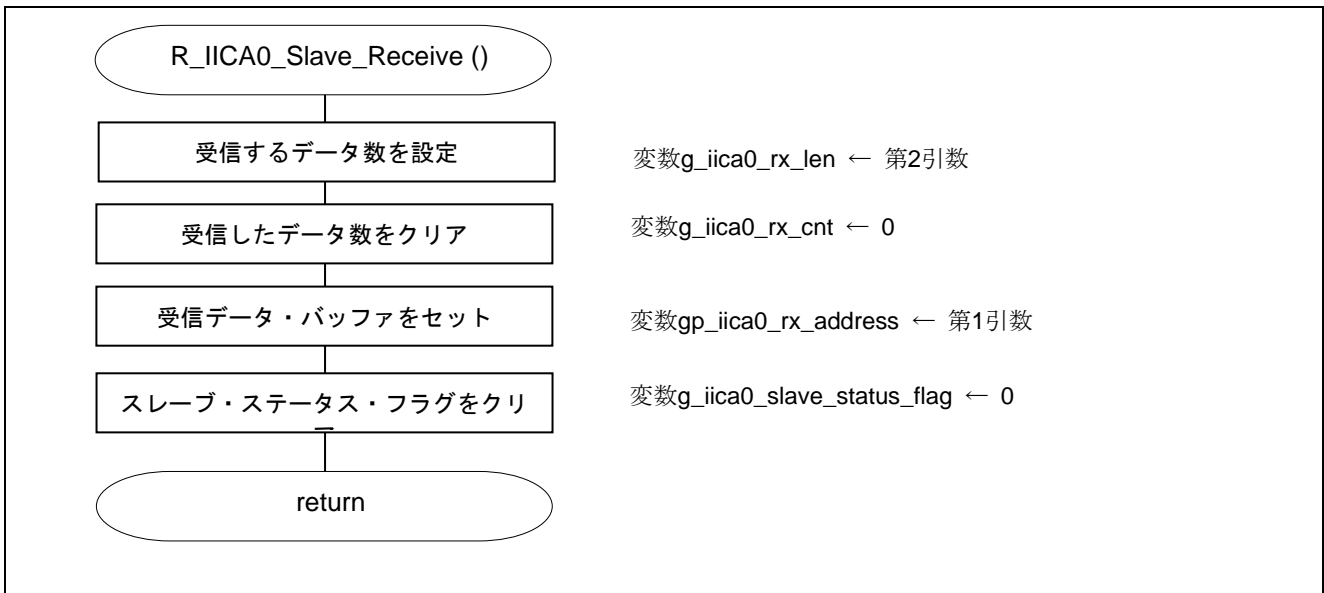 R_IICA0_Slave_Receive ()
受信するデータ数を設定
変数g_iica0_rx_len ← 第2引数
受信したデータ数をクリア
変数g_iica0_rx_cnt ← 0
受信データ・バッファをセット
変数gp_iica0_rx_address ← 第1引数
スレーブ・ステータス・フラグをクリ
変数g_iica0_slave_status_flag ← 0
return